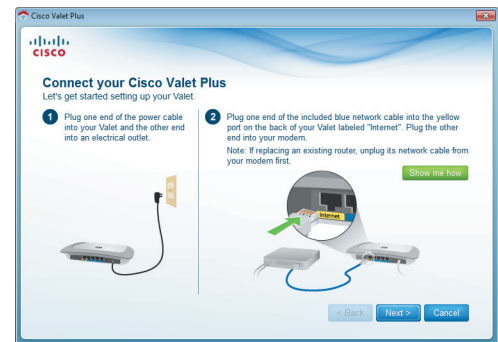 Cisco Valet Plus
CISCO
Connect your Cisco Valet Plus
Let's get started setting up your Valet.
1
Plug one end of the power cable
into your Valet and the other end
into an electrical outlet.
2
Plug one end of the included blue network cable into the yellow
port on the back of your Valet labeled "Internet". Plug the other
end into your modem.
Note: If replacing an existing router, unplug its network cable from
your modem first.
Show me how
Internet
< Back
Next >
Cancel